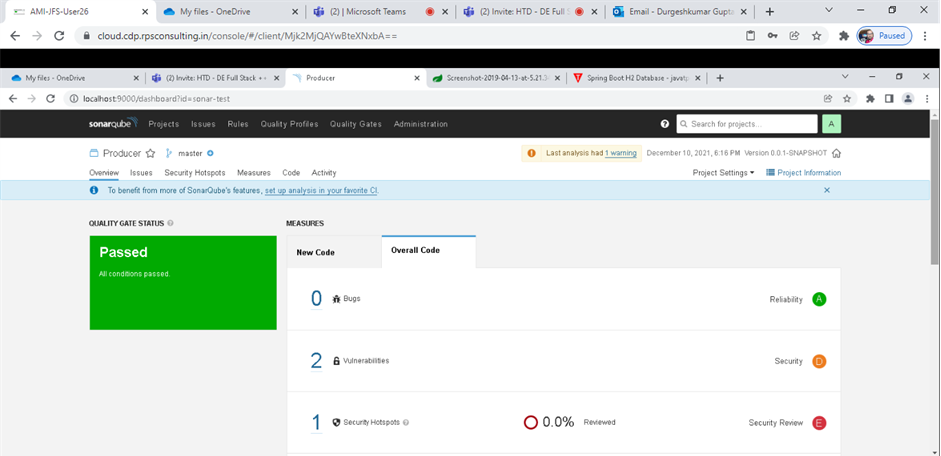 AMI-JFS-User26
My files - OneDrive
(2) | Microsoft Teams
(2) Invite: HTD - DE Full S
Email - Durgeshkumar Gupta
cloud.cdp.rpsconsulting.in/console/#/client/Mjk2MjQAYwBteXNxbA==
Paused
My files - OneDrive
(2) Invite: HTD - DE Full Stack +
Producer
Screenshot-2019-04-13-at-5.21.3
Spring Boot H2 Database - javat
localhost:9000/dashboard?id=sonar-test
sonarqube Projects Issues Rules Quality Profiles Quality Gates Administration
Search for projects...
A
Producer master
Last analysis had 1 warning December 10, 2021, 6:16 PM Version 0.0.1-SNAPSHOT
Overview Issues Security Hotspots Measures Code Activity
Project Settings Project Information
To benefit from more of SonarQube's features, set up analysis in your favorite CI.
QUALITY GATE STATUS
MEASURES
Passed
All conditions passed.
New Code
Overall Code
0 Bugs Reliability A
2 Vulnerabilities Security D
1 Security Hotspots 0.0% Reviewed Security Review E